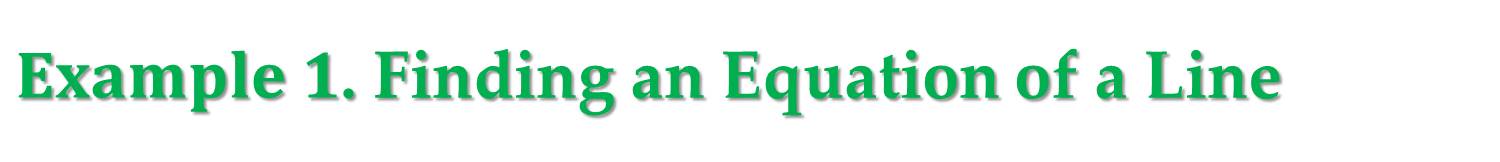 Example 1. Finding an Equation of a Line